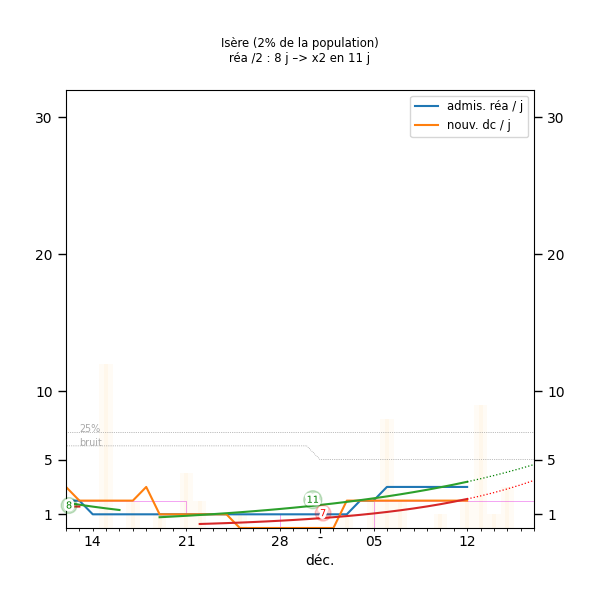 Isère (2% de la population)
réa /2 : 8 j –> x2 en 11 j
admis. réa / j
nouv. dc / j
30 30
20 20
10 10
25%
bruit
5 5
11
8
7
1 1
14 21 28 - 05 12
déc.